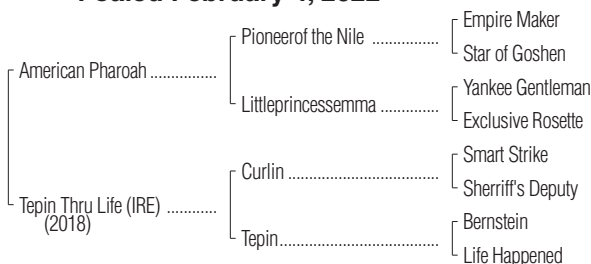 Foaled February 4, 2022
Empire Maker
Pioneerof the Nile ................
Star of Goshen
American Pharoah ................
Yankee Gentleman
Littleprincessemma ..............
Exclusive Rosette
Smart Strike
Curlin ....................................
Sherriff's Deputy
Tepin Thru Life (IRE) ............
(2018)
Bernstein
Tepin......................................
Life Happened